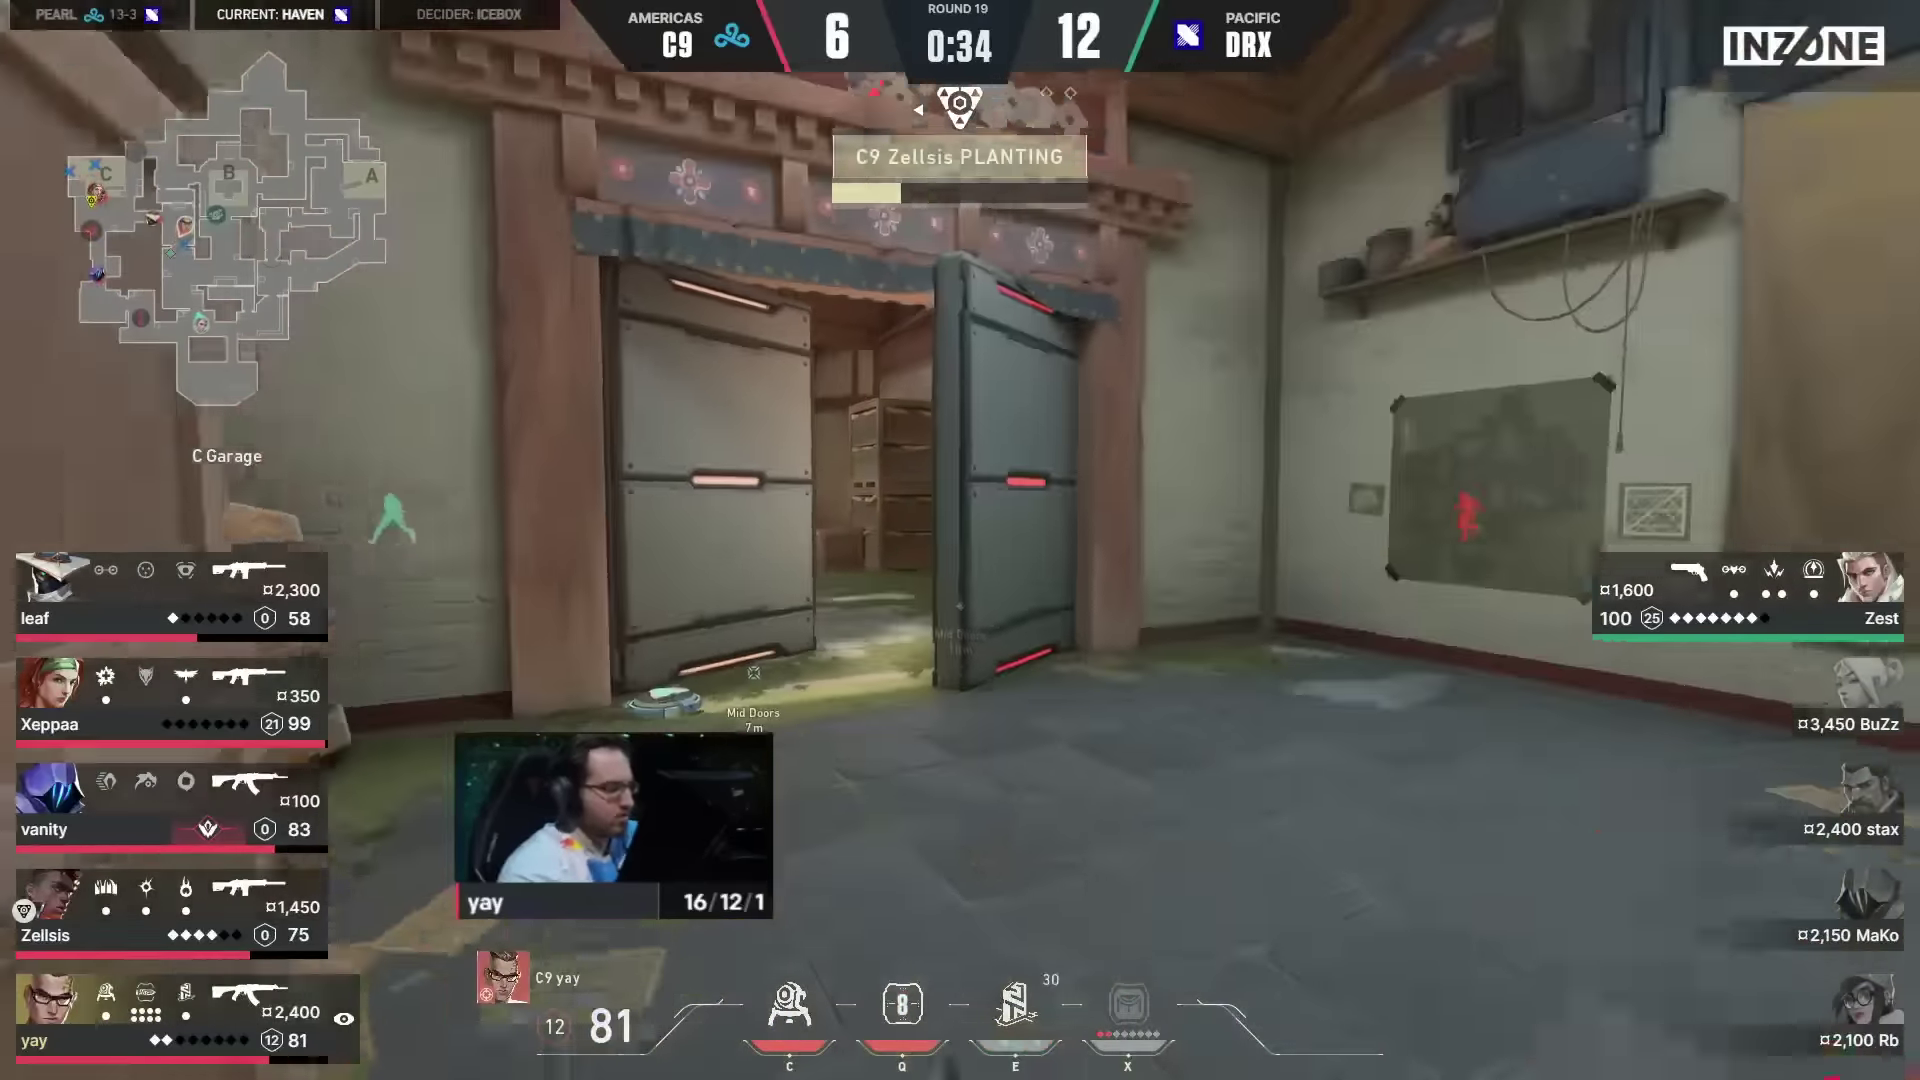 PEARL 13-3
CURRENT: HAVEN
DECIDER: ICEBOX
AMERICAS
C9
6
ROUND 19
0:34
12
PACIFIC
DRX
INZONE
C9 Zellsis PLANTING
C
B
A
C Garage
2,300
leaf
0 58
350
Xeppaa
21 99
100
vanity
0 83
1,450
Zellsis
0 75
2,400
yay
12 81
1,600
100 25
Zest
3,450 BuZz
2,400 stax
2,150 MaKo
2,100 Rb
Mid Doors
Mid Doors
7m
yay
16/12/1
C9 yay
12
81
8
30
C
Q
E
X